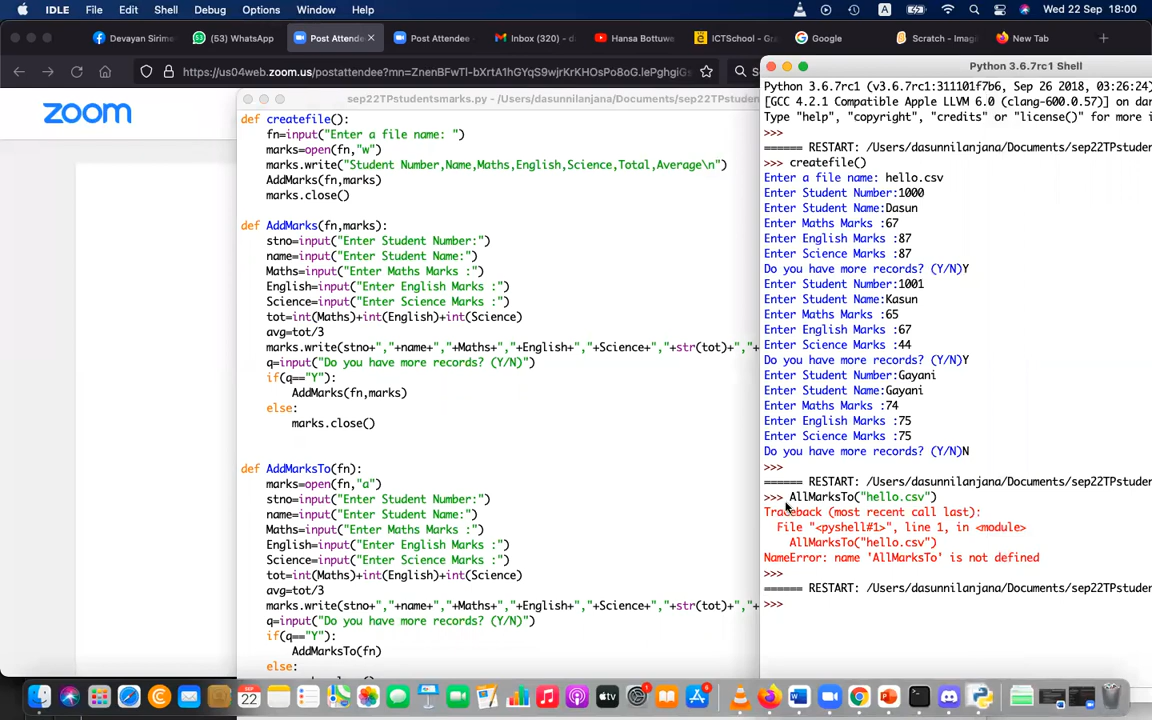 IDLE File Edit Shell Debug Options Window Help A Wed 22 Sep 18:00
Devayan Sirime (53) WhatsApp Post Attende Post Attendee Inbox (320) Hansa Bottuwe ICTSchool - Gra Google Scratch - Imagi New Tab
https://us04web.zoom.us/postattendee?mn=ZnenBFwTl-bXrtA1hGYqS9wjrKrKHOsPo8oG.IePghgiGs
zoom
sep22TPstudentsmarks.py - /Users/dasunnilanjana/Documents/sep22TPstude
def createfile():
fn=input("Enter a file name: ")
marks=open(fn,"w")
marks.write("Student Number,Name,Maths,English,Science,Total,Average\n")
AddMarks(fn,marks)
marks.close()
def AddMarks(fn,marks):
stno=input("Enter Student Number:")
name=input("Enter Student Name:")
Maths=input("Enter Maths Marks :")
English=input("Enter English Marks :")
Science=input("Enter Science Marks :")
tot=int(Maths)+int(English)+int(Science)
avg=tot/3
marks.write(stno+","+name+","+Maths+","+English+","+Science+","+str(tot)+","+
q=input("Do you have more records? (Y/N)")
if(q=="Y"):
AddMarks(fn,marks)
else:
marks.close()
def AddMarksTo(fn):
marks=open(fn,"a")
stno=input("Enter Student Number:")
name=input("Enter Student Name:")
Maths=input("Enter Maths Marks :")
English=input("Enter English Marks :")
Science=input("Enter Science Marks :")
tot=int(Maths)+int(English)+int(Science)
avg=tot/3
marks.write(stno+","+name+","+Maths+","+English+","+Science+","+str(tot)+","+
q=input("Do you have more records? (Y/N)")
if(q=="Y"):
AddMarksTo(fn)
else:
Python 3.6.7rc1 Shell
Python 3.6.7rc1 (v3.6.7rc1:311101f7b6, Sep 26 2018, 03:26:24)
[GCC 4.2.1 Compatible Apple LLVM 6.0 (clang-600.0.57)] on dar
Type "help", "copyright", "credits" or "license()" for more i
>>>
====== RESTART: /Users/dasunnilanjana/Documents/sep22TPstuder
>>> createfile()
Enter a file name: hello.csv
Enter Student Number:1000
Enter Student Name:Dasun
Enter Maths Marks :67
Enter English Marks :87
Enter Science Marks :87
Do you have more records? (Y/N)Y
Enter Student Number:1001
Enter Student Name:Kasun
Enter Maths Marks :65
Enter English Marks :67
Enter Science Marks :44
Do you have more records? (Y/N)Y
Enter Student Number:Gayani
Enter Student Name:Gayani
Enter Maths Marks :74
Enter English Marks :75
Enter Science Marks :75
Do you have more records? (Y/N)N
>>>
====== RESTART: /Users/dasunnilanjana/Documents/sep22TPstuder
>>> AllMarksTo("hello.csv")
Traceback (most recent call last):
File "<pyshell#1>", line 1, in <module>
AllMarksTo("hello.csv")
NameError: name 'AllMarksTo' is not defined
>>>
====== RESTART: /Users/dasunnilanjana/Documents/sep22TPstuder
>>>
SEP
22
tv